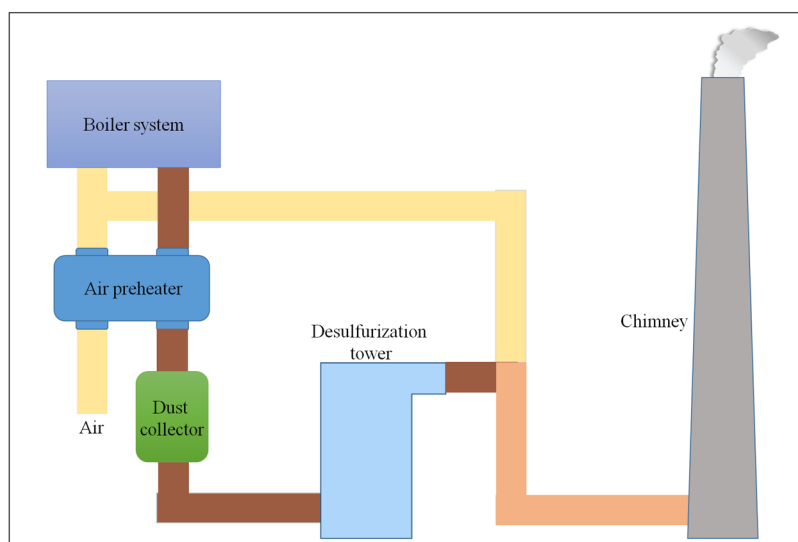 Boiler system
Air preheater
Desulfurization
tower
Chimney
Dust
collector
Air